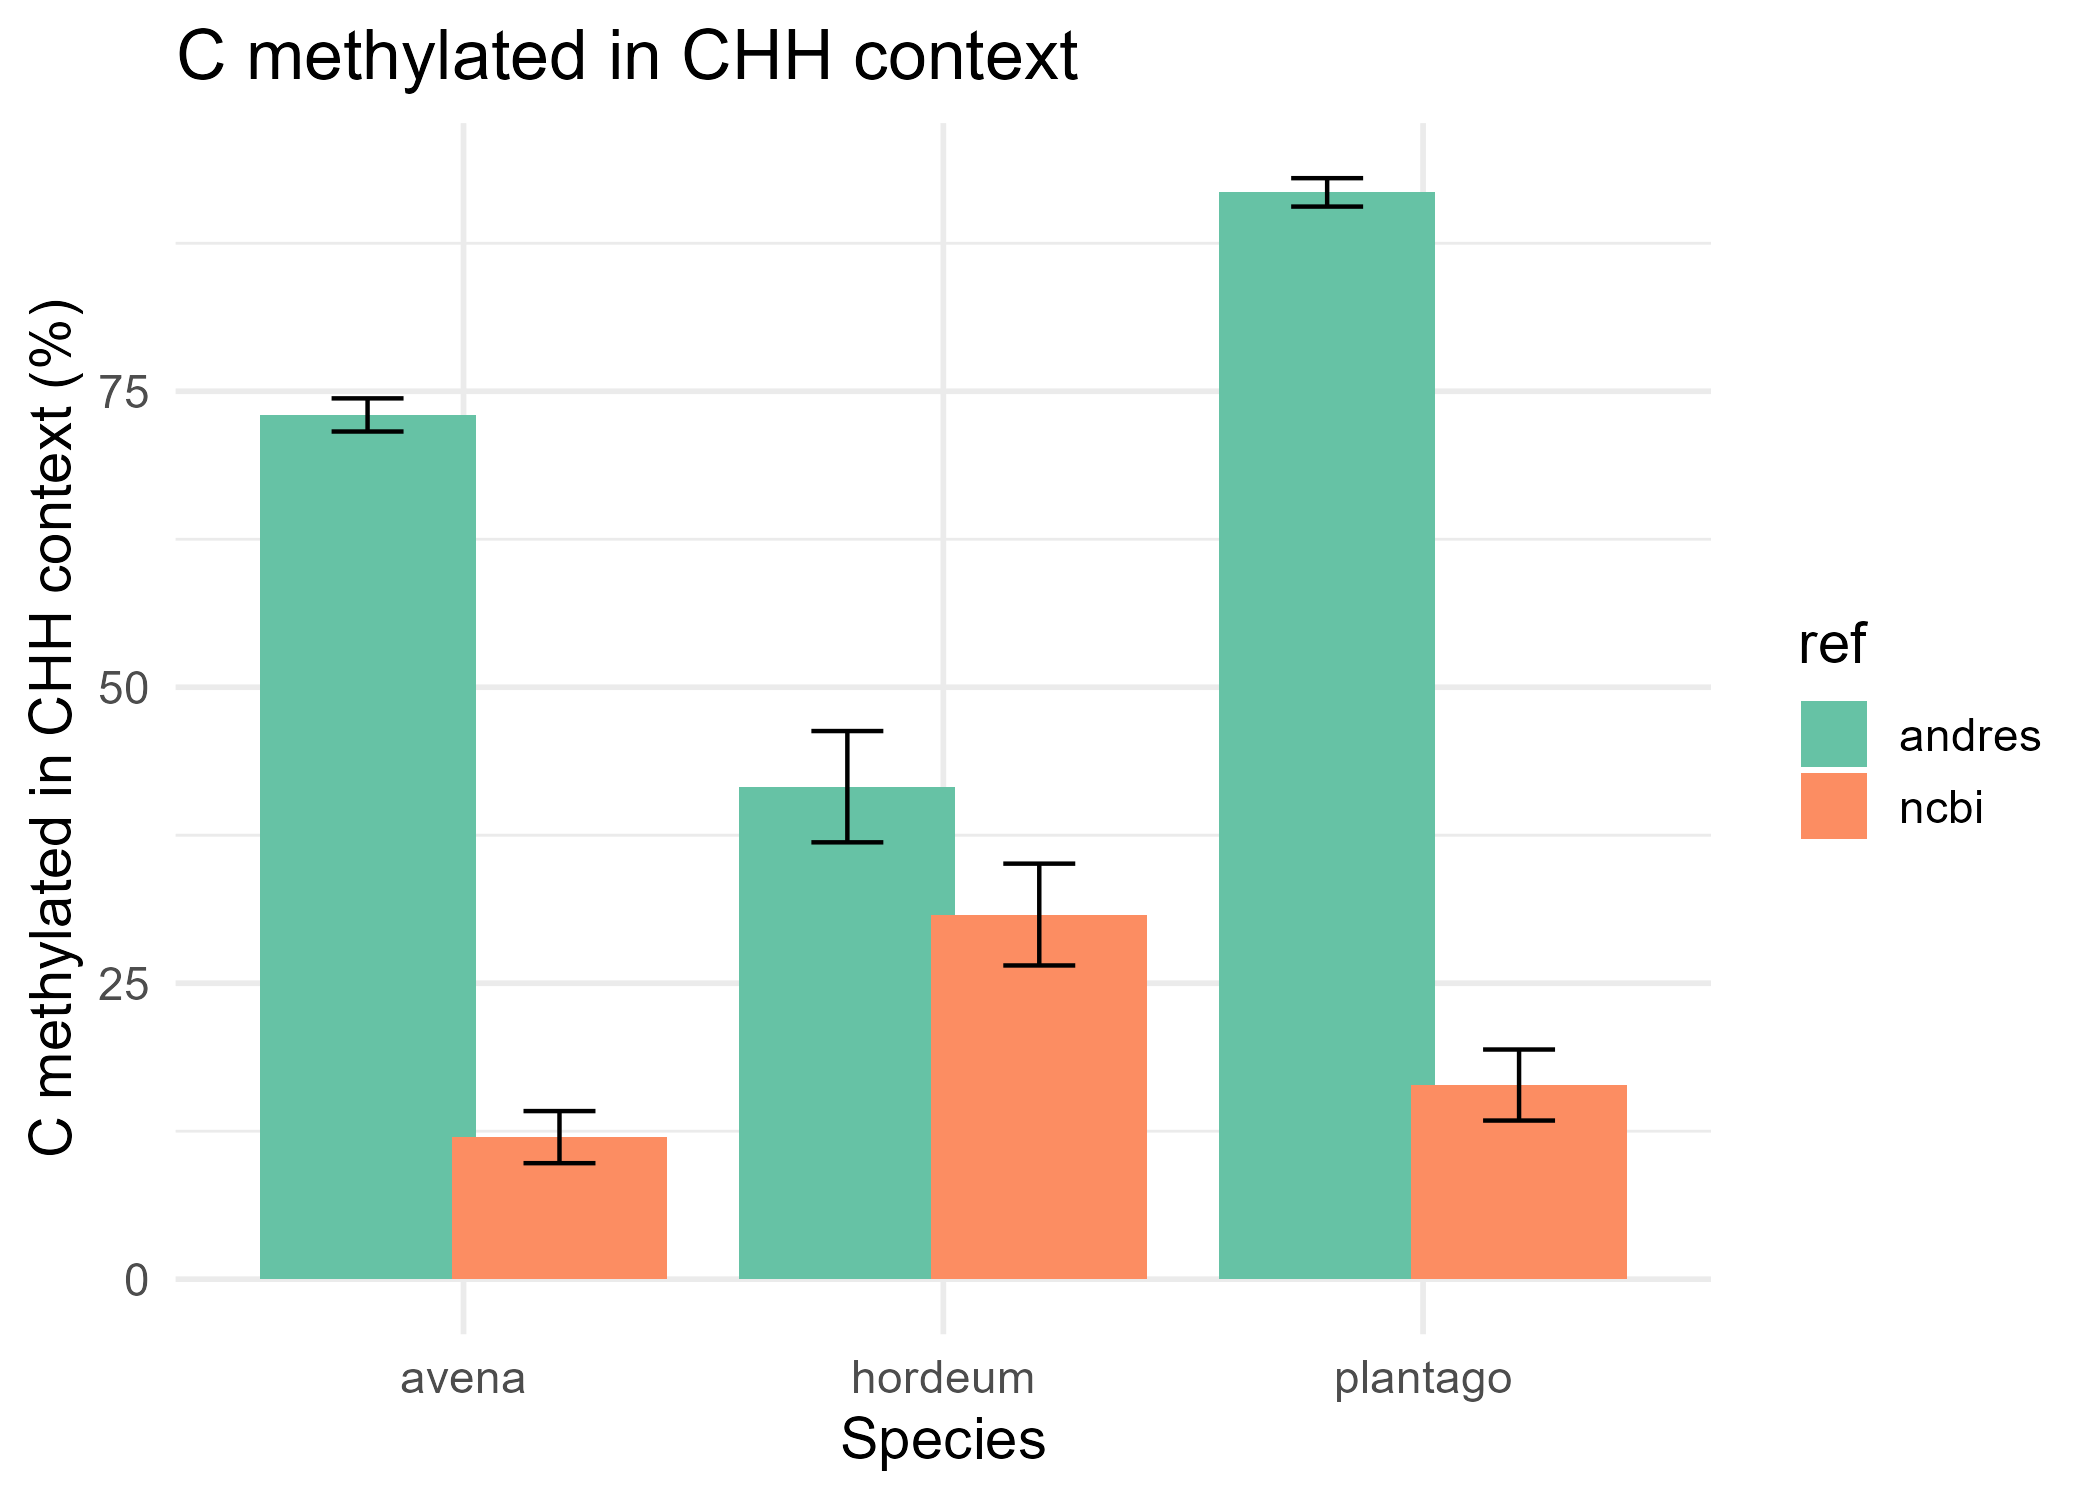 C methylated in CHH context
C methylated in CHH context (%)
75
50
25
0
avena
hordeum
plantago
Species
ref
andres
ncbi